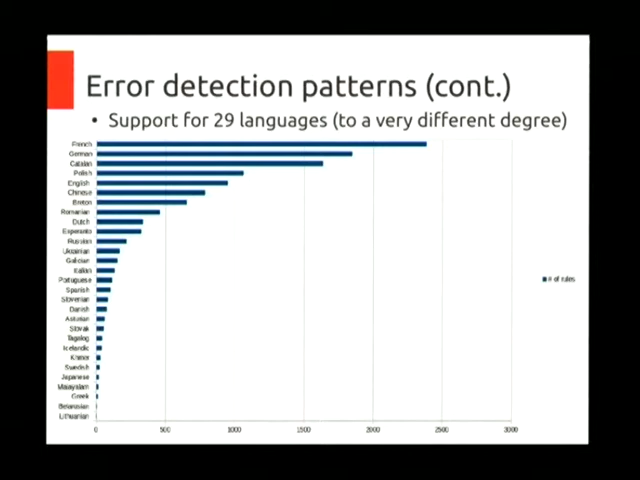 Error detection patterns (cont.)
• Support for 29 languages (to a very different degree)
French
German
Catalan
Polish
English
Chinese
Breton
Romanian
Dutch
Esperanto
Russian
Ukrainian
Galician
Italian
Portuguese
Spanish
Slovenian
Danish
Asturian
Slovak
Tagalog
Icelandic
Khmer
Swedish
Japanese
Malayalam
Greek
Belarusian
Lithuanian
# of rules
0 500 1000 1500 2000 2500 3000